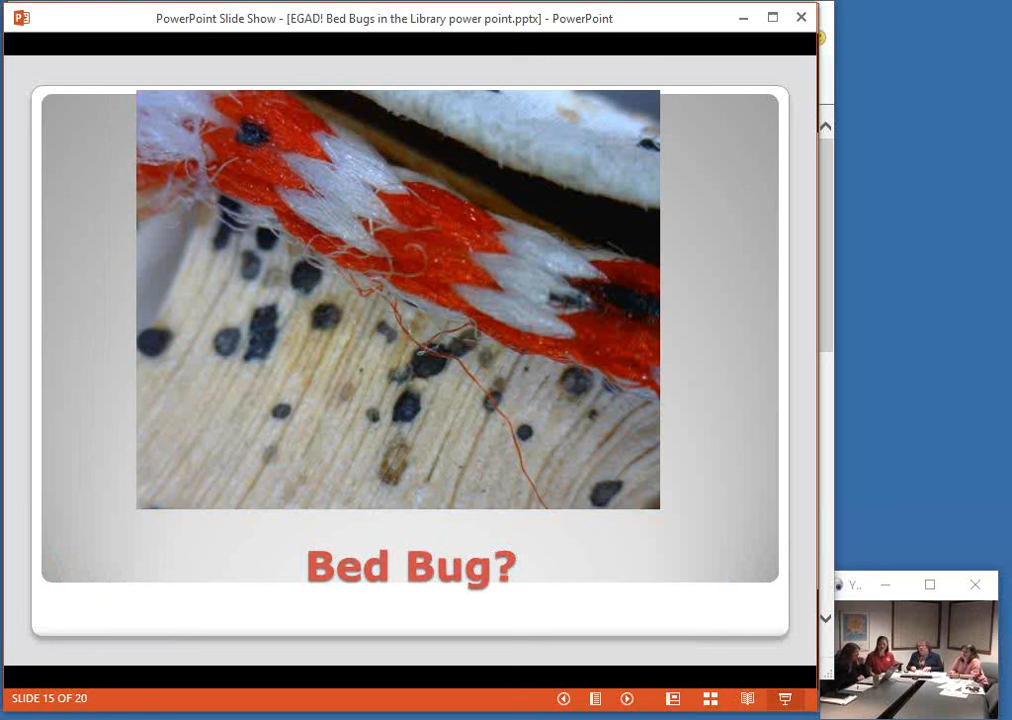 PowerPoint Slide Show - [EGAD! Bed Bugs in the Library power point.pptx] - PowerPoint
Bed Bug?
SLIDE 15 OF 20
Y..